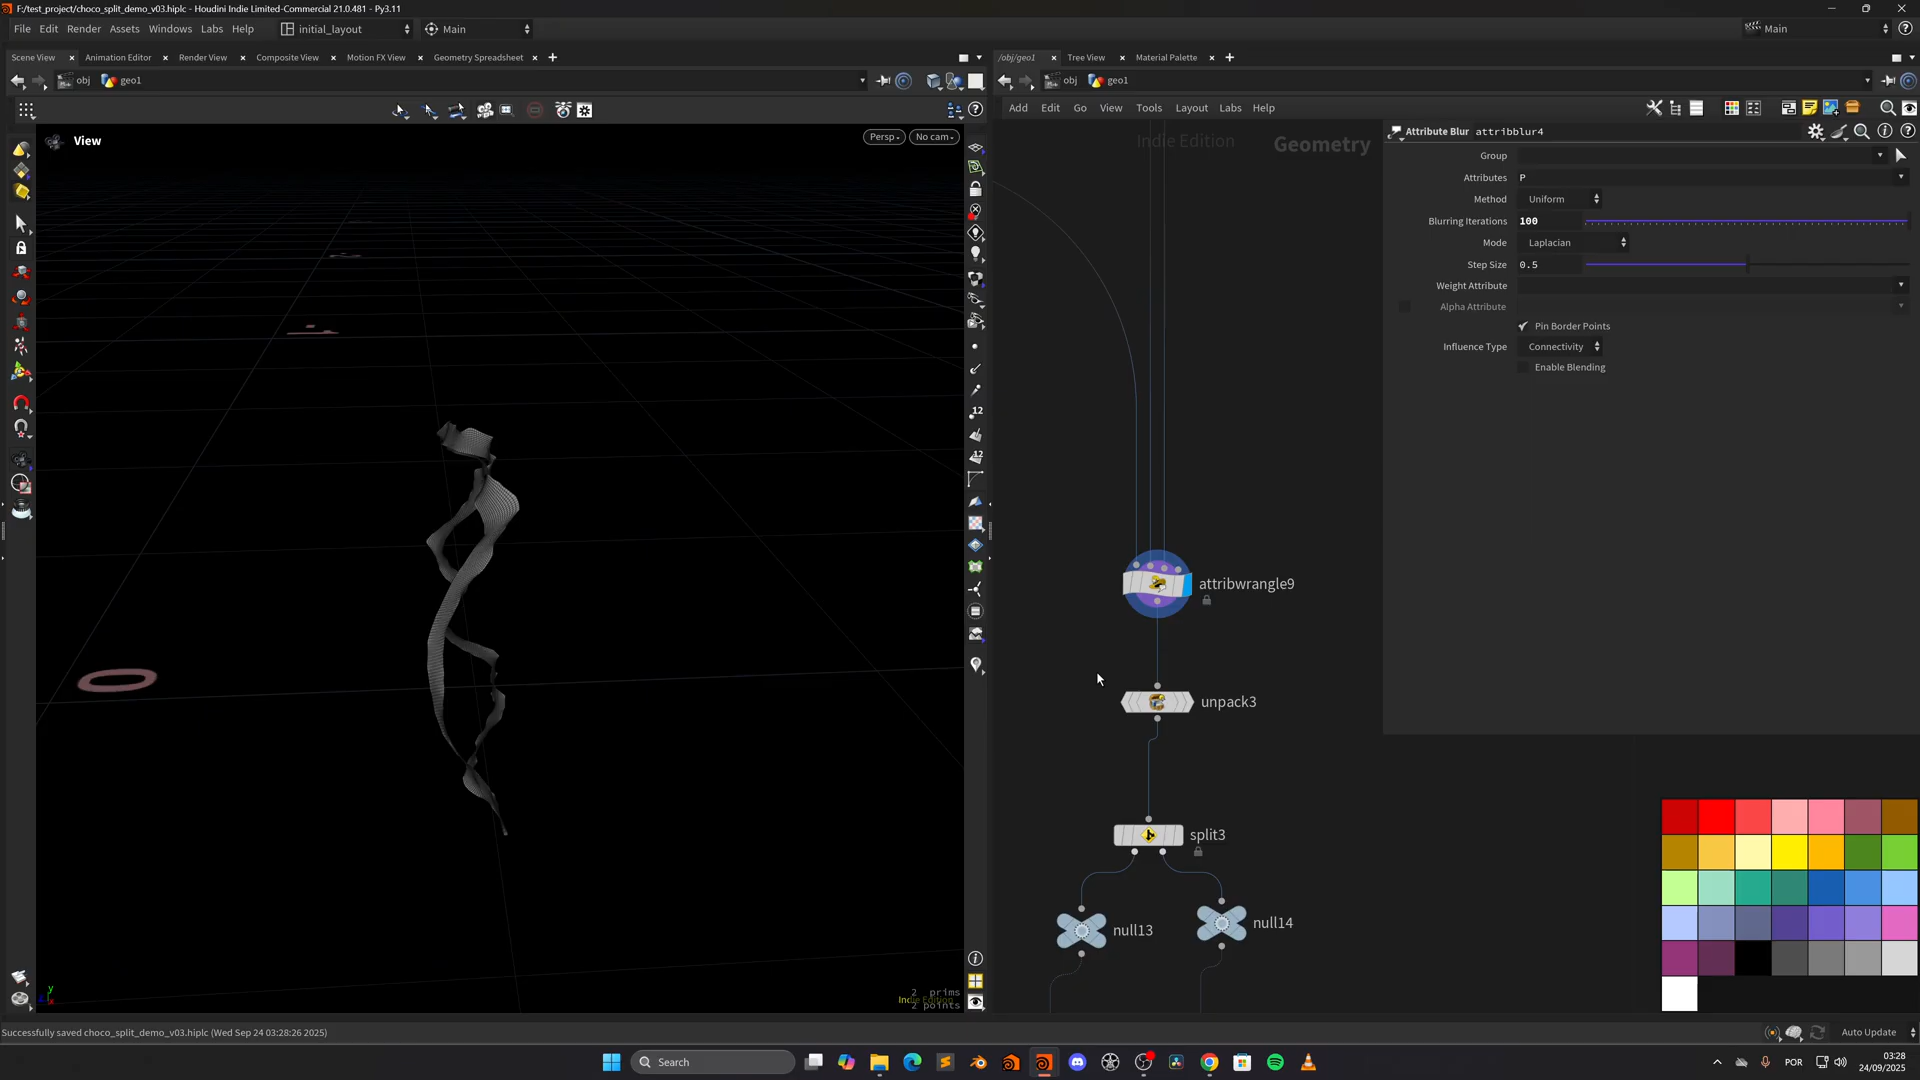 F:/test_project/choco_split_demo_v03.hiplc - Houdini Indie Limited-Commercial 21.0.481 - Py3.11
File Edit Render Assets Windows Labs Help initial_layout Main Main
Scene View Animation Editor Render View Composite View Motion FX View Geometry Spreadsheet
/obj/geo1 Tree View Material Palette
obj geo1
obj geo1
Add Edit Go View Tools Layout Labs Help
View
Persp No cam
Indie Edition
Geometry
Attribute Blur attribblur4
Group
Attributes P
Method Uniform
Blurring Iterations 100
Mode Laplacian
Step Size 0.5
Weight Attribute
Alpha Attribute
Pin Border Points
Influence Type Connectivity
Enable Blending
12
12
attribwrangle9
unpack3
split3
null13
null14
y
2 prims
2 points
Successfully saved choco_split_demo_v03.hiplc (Wed Sep 24 03:28:26 2025)
Auto Update
Search
POR
03:28
24/09/2025